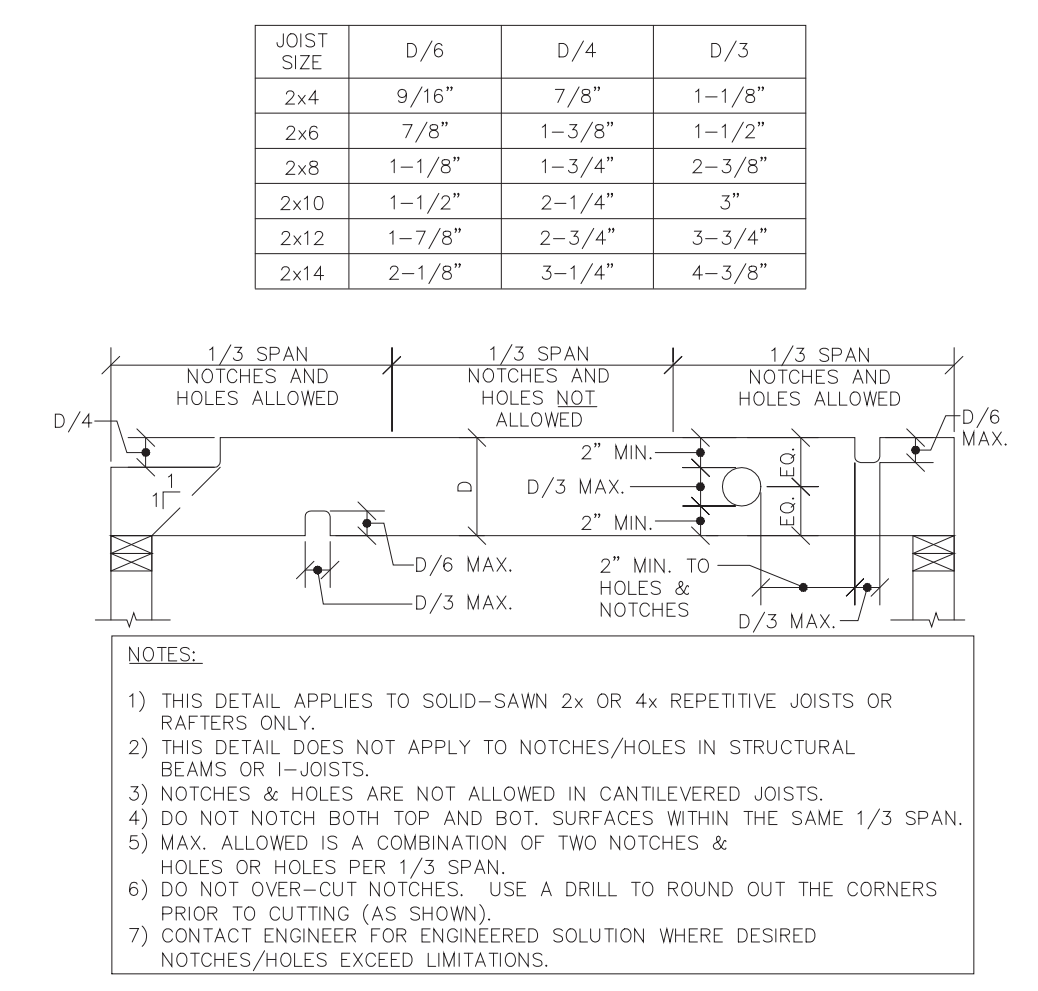 JOIST SIZE D/6 D/4 D/3
2x4 9/16" 7/8" 1-1/8"
2x6 7/8" 1-3/8" 1-1/2"
2x8 1-1/8" 1-3/4" 2-3/8"
2x10 1-1/2" 2-1/4" 3"
2x12 1-7/8" 2-3/4" 3-3/4"
2x14 2-1/8" 3-1/4" 4-3/8"
1/3 SPAN
NOTCHES AND
HOLES ALLOWED
1/3 SPAN
NOTCHES AND
HOLES NOT
ALLOWED
1/3 SPAN
NOTCHES AND
HOLES ALLOWED
D/4
D/6
MAX.
1
1
D
2" MIN.
D/3 MAX.
2" MIN.
EQ.
EQ.
D/6 MAX.
D/3 MAX.
2" MIN. TO
HOLES &
NOTCHES
D/3 MAX.
NOTES:
1) THIS DETAIL APPLIES TO SOLID-SAWN 2x OR 4x REPETITIVE JOISTS OR
RAFTERS ONLY.
2) THIS DETAIL DOES NOT APPLY TO NOTCHES/HOLES IN STRUCTURAL
BEAMS OR I-JOISTS.
3) NOTCHES & HOLES ARE NOT ALLOWED IN CANTILEVERED JOISTS.
4) DO NOT NOTCH BOTH TOP AND BOT. SURFACES WITHIN THE SAME 1/3 SPAN.
5) MAX. ALLOWED IS A COMBINATION OF TWO NOTCHES &
HOLES OR HOLES PER 1/3 SPAN.
6) DO NOT OVER-CUT NOTCHES. USE A DRILL TO ROUND OUT THE CORNERS
PRIOR TO CUTTING (AS SHOWN).
7) CONTACT ENGINEER FOR ENGINEERED SOLUTION WHERE DESIRED
NOTCHES/HOLES EXCEED LIMITATIONS.